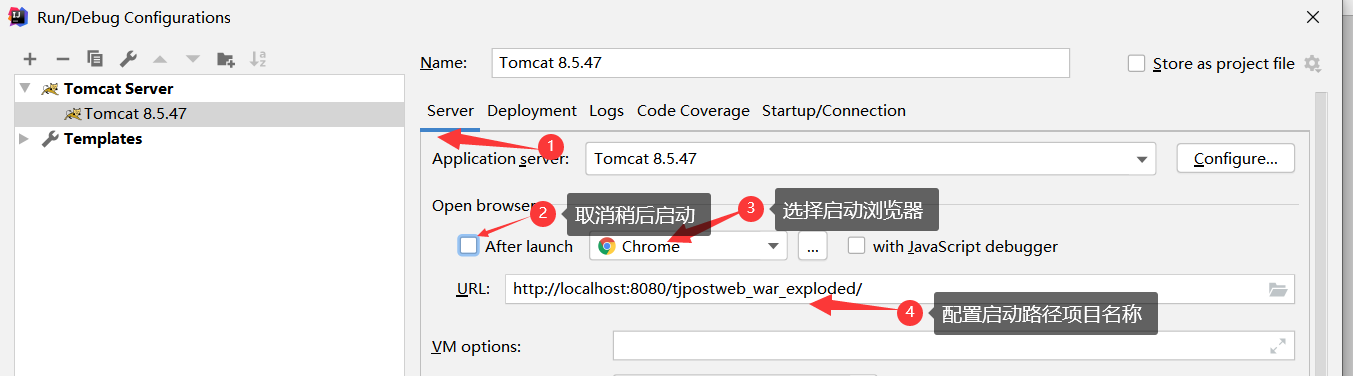 Run/Debug Configurations
Name: Tomcat 8.5.47 Store as project file
Tomcat Server
Tomcat 8.5.47
Templates
Server Deployment Logs Code Coverage Startup/Connection
1
Application server: Tomcat 8.5.47 Configure...
Open browser
2 取消稍后启动
3 选择启动浏览器
After launch Chrome ... with JavaScript debugger
URL: http://localhost:8080/tjpostweb_war_exploded/
4 配置启动路径项目名称
VM options: